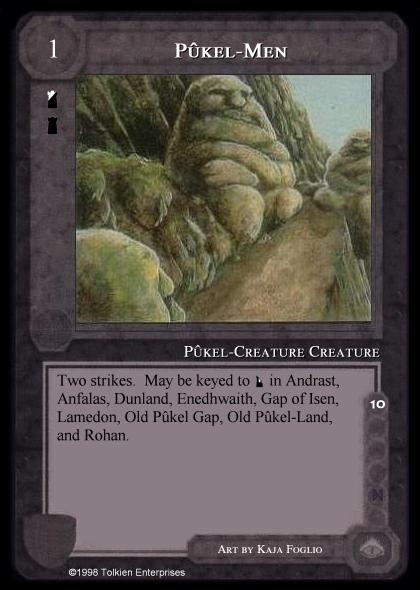 1
PÛKEL-MEN
PÛKEL-CREATURE CREATURE
Two strikes. May be keyed to in Andrast,
Anfalas, Dunland, Enedhwaith, Gap of Isen,
Lamedon, Old Pûkel Gap, Old Pûkel-Land,
and Rohan.
10
N
ART BY KAJA FOGLIO
©1998 Tolkien Enterprises